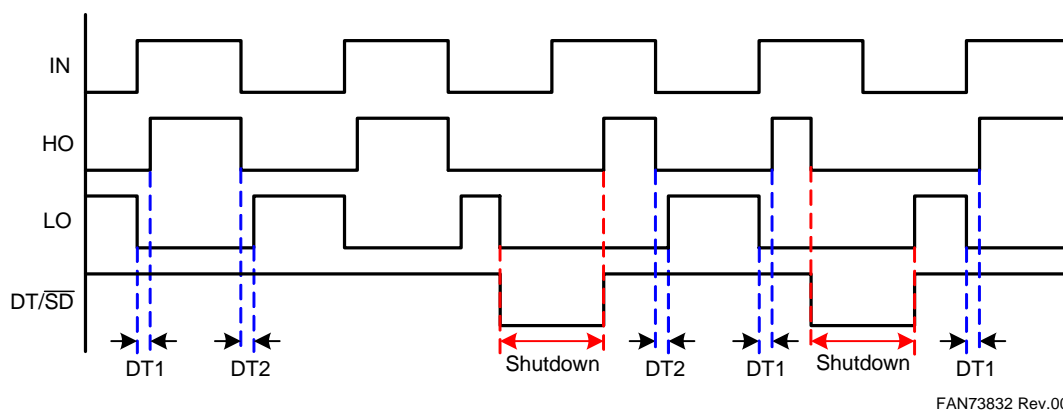 IN
HO
LO
DT/SD
DT1 DT2 Shutdown DT2 DT1 Shutdown DT1
FAN73832 Rev.00